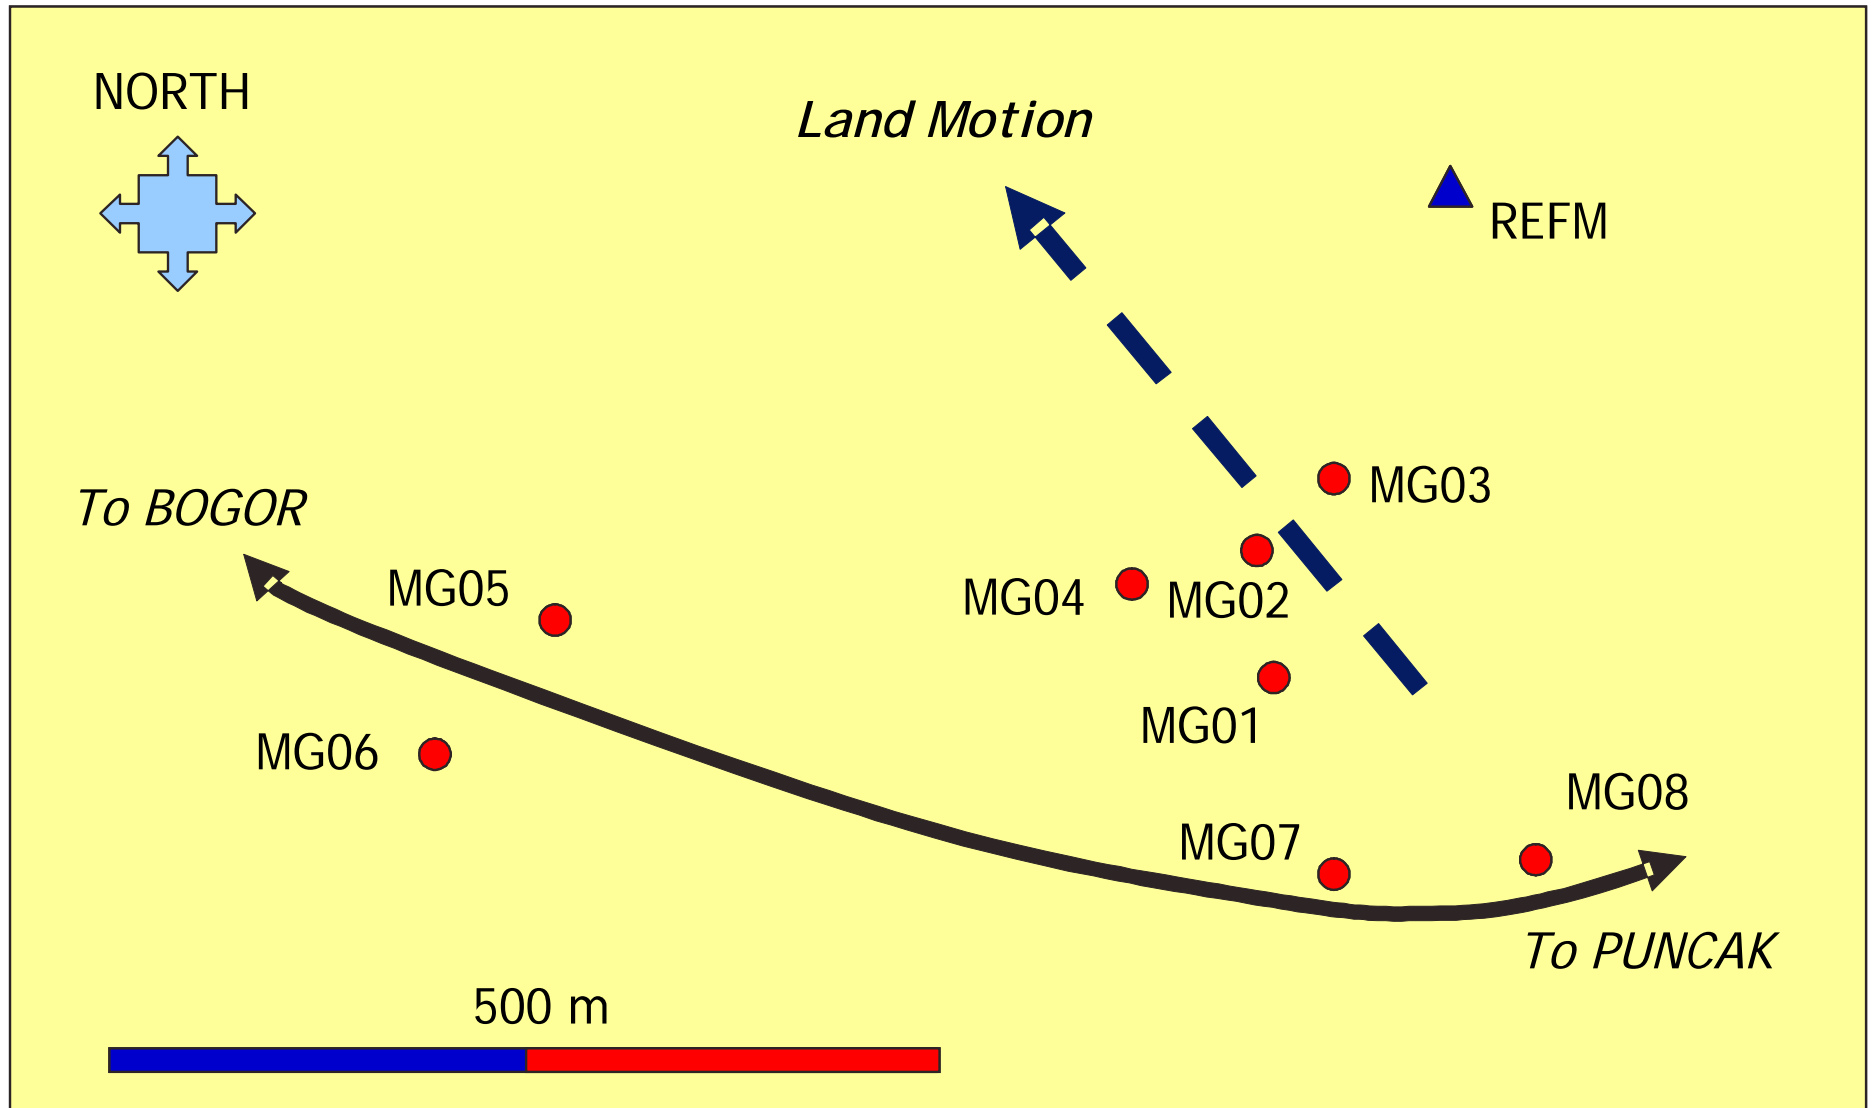 NORTH
Land Motion
REFM
MG03
To BOGOR
MG05
MG04
MG02
MG01
MG06
MG08
MG07
To PUNCAK
500 m